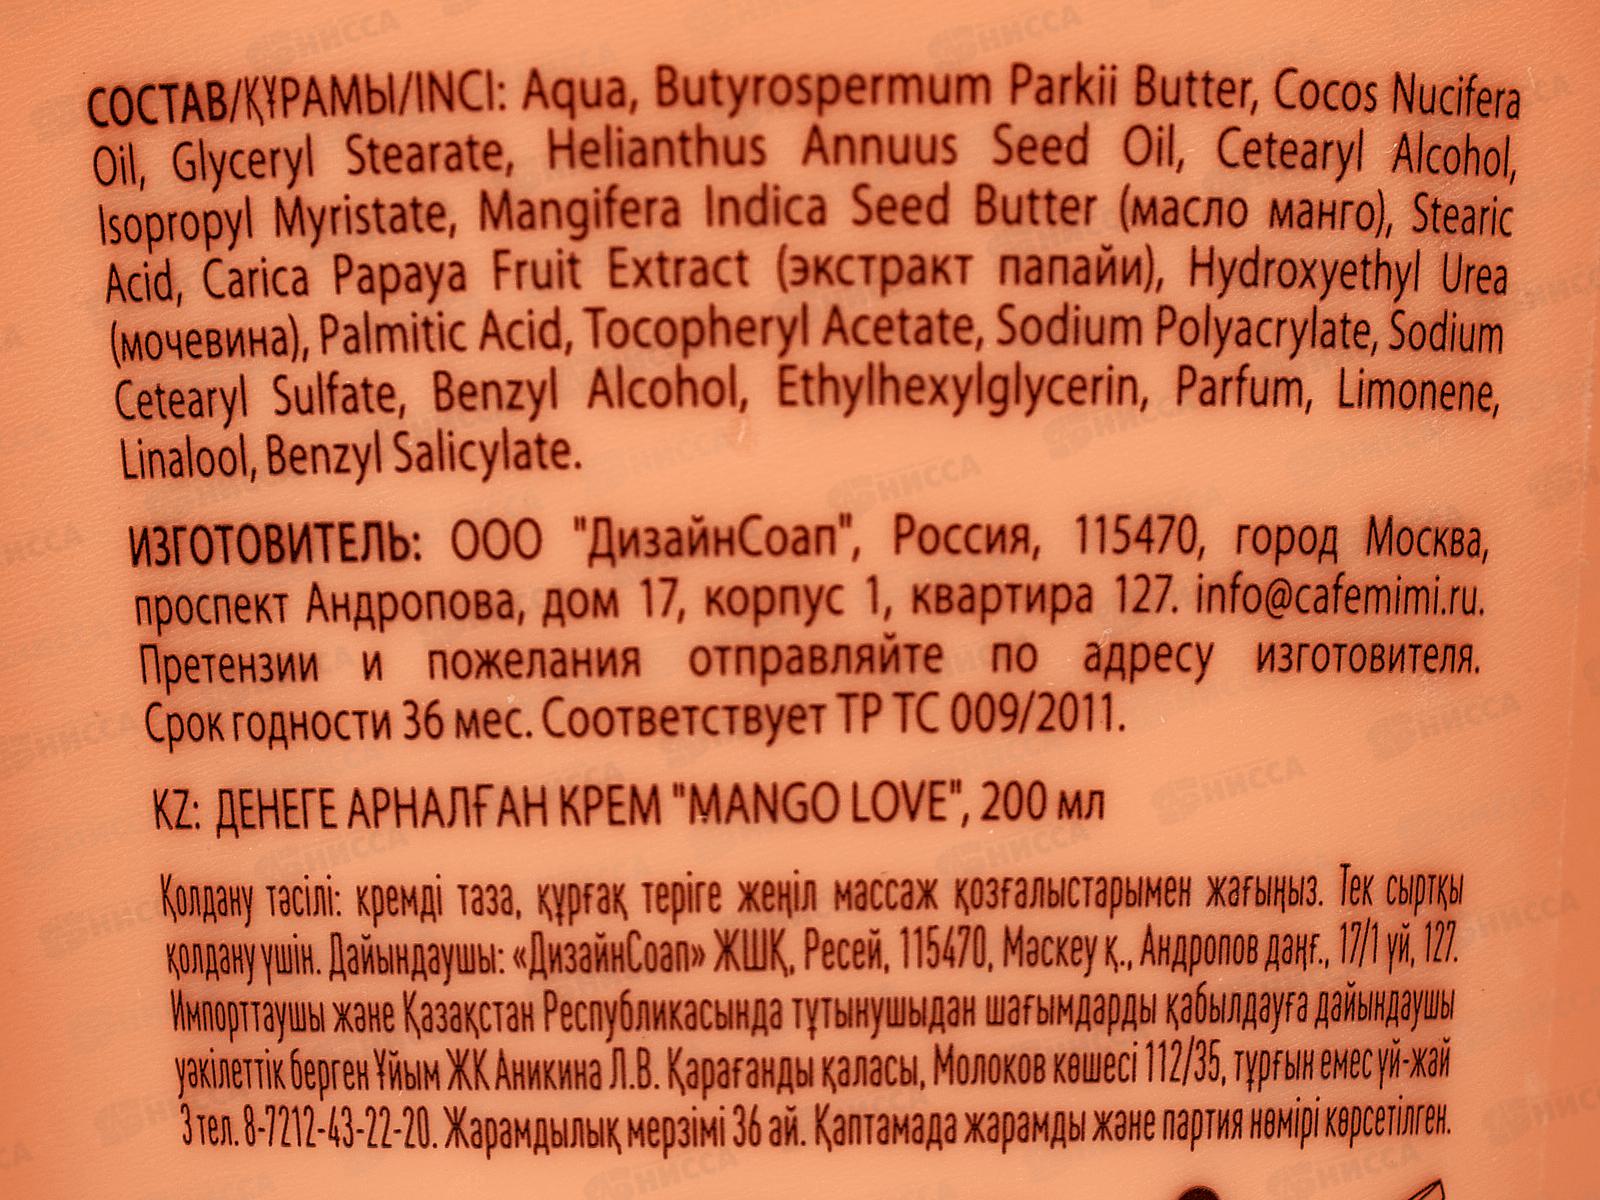 СОСТАВ/ҚҰРАМЫ/INCI: Aqua, Butyrospermum Parkii Butter, Cocos Nucifera
Oil, Glyceryl Stearate, Helianthus Annuus Seed Oil, Cetearyl Alcohol,
Isopropyl Myristate, Mangifera Indica Seed Butter (масло манго), Stearic
Acid, Carica Papaya Fruit Extract (экстракт папайи), Hydroxyethyl Urea
(мочевина), Palmitic Acid, Tocopheryl Acetate, Sodium Polyacrylate, Sodium
Cetearyl Sulfate, Benzyl Alcohol, Ethylhexylglycerin, Parfum, Limonene,
Linalool, Benzyl Salicylate.
ИЗГОТОВИТЕЛЬ: ООО "ДизайнСоап", Россия, 115470, город Москва,
проспект Андропова, дом 17, корпус 1, квартира 127. info@cafemimi.ru.
Претензии и пожелания отправляйте по адресу изготовителя.
Срок годности 36 мес. Соответствует ТР ТС 009/2011.
KZ: ДЕНЕГЕ АРНАЛҒАН КРЕМ "MANGO LOVE", 200 мл
Қолдану тәсілі: кремді таза, құрғақ теріге жеңіл массаж қозғалыстарымен жағыңыз. Тек сыртқы
қолдану үшін. Дайындаушы: «ДизайнСоап» ЖШҚ, Ресей, 115470, Мәскеу қ., Андропов даңғ., 17/1 үй, 127.
Импорттаушы және Қазақстан Республикасында тұтынушыдан шағымдарды қабылдауға дайындаушы
уәкілеттік берген Ұйым ЖК Аникина Л.В. Қарағанды қаласы, Молоков көшесі 112/35, тұрғын емес үй-жай
3 тел. 8-7212-43-22-20. Жарамдылық мерзімі 36 ай. Қаптамада жарамды және партия нөмірі көрсетілген.